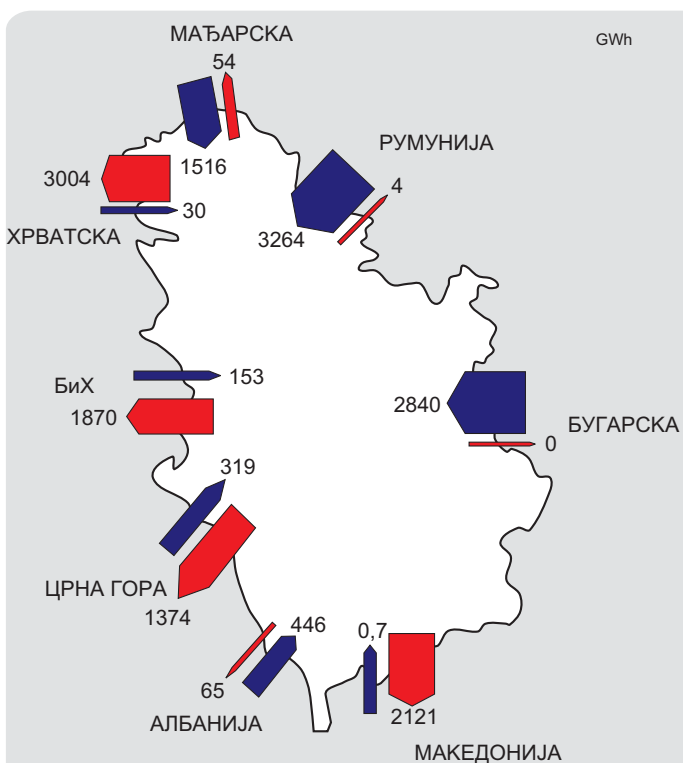 МАЂАРСКА
GWh
54
1516
РУМУНИЈА
4
3264
3004
30
ХРВАТСКА
153
БиХ
1870
2840
БУГАРСКА
0
319
ЦРНА ГОРА
1374
446
65
АЛБАНИЈА
0,7
2121
МАКЕДОНИЈА